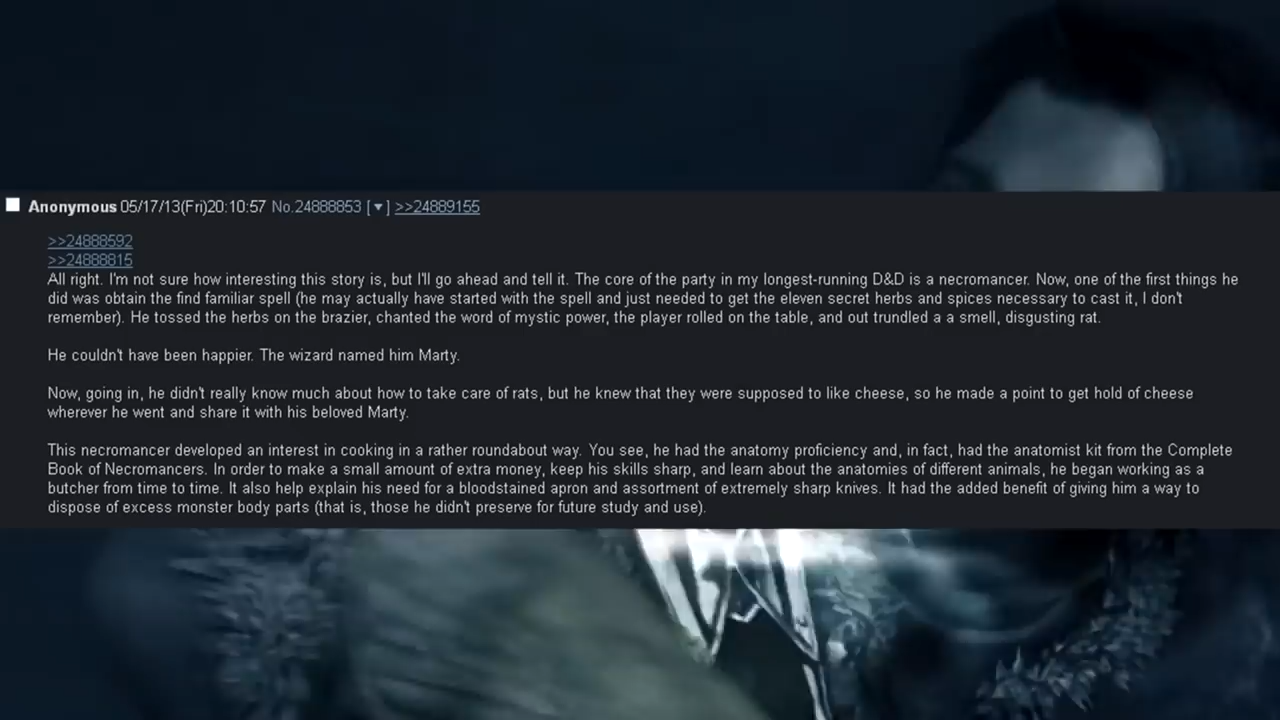 Anonymous 05/17/13(Fri)20:10:57 No.24888853 [▼] >>24889155
>>24888592
>>24888815
All right. I'm not sure how interesting this story is, but I'll go ahead and tell it. The core of the party in my longest-running D&D is a necromancer. Now, one of the first things he
did was obtain the find familiar spell (he may actually have started with the spell and just needed to get the eleven secret herbs and spices necessary to cast it, I don't
remember). He tossed the herbs on the brazier, chanted the word of mystic power, the player rolled on the table, and out trundled a a smell, disgusting rat.
He couldn't have been happier. The wizard named him Marty.
Now, going in, he didn't really know much about how to take care of rats, but he knew that they were supposed to like cheese, so he made a point to get hold of cheese
wherever he went and share it with his beloved Marty.
This necromancer developed an interest in cooking in a rather roundabout way. You see, he had the anatomy proficiency and, in fact, had the anatomist kit from the Complete
Book of Necromancers. In order to make a small amount of extra money, keep his skills sharp, and learn about the anatomies of different animals, he began working as a
butcher from time to time. It also help explain his need for a bloodstained apron and assortment of extremely sharp knives. It had the added benefit of giving him a way to
dispose of excess monster body parts (that is, those he didn't preserve for future study and use).